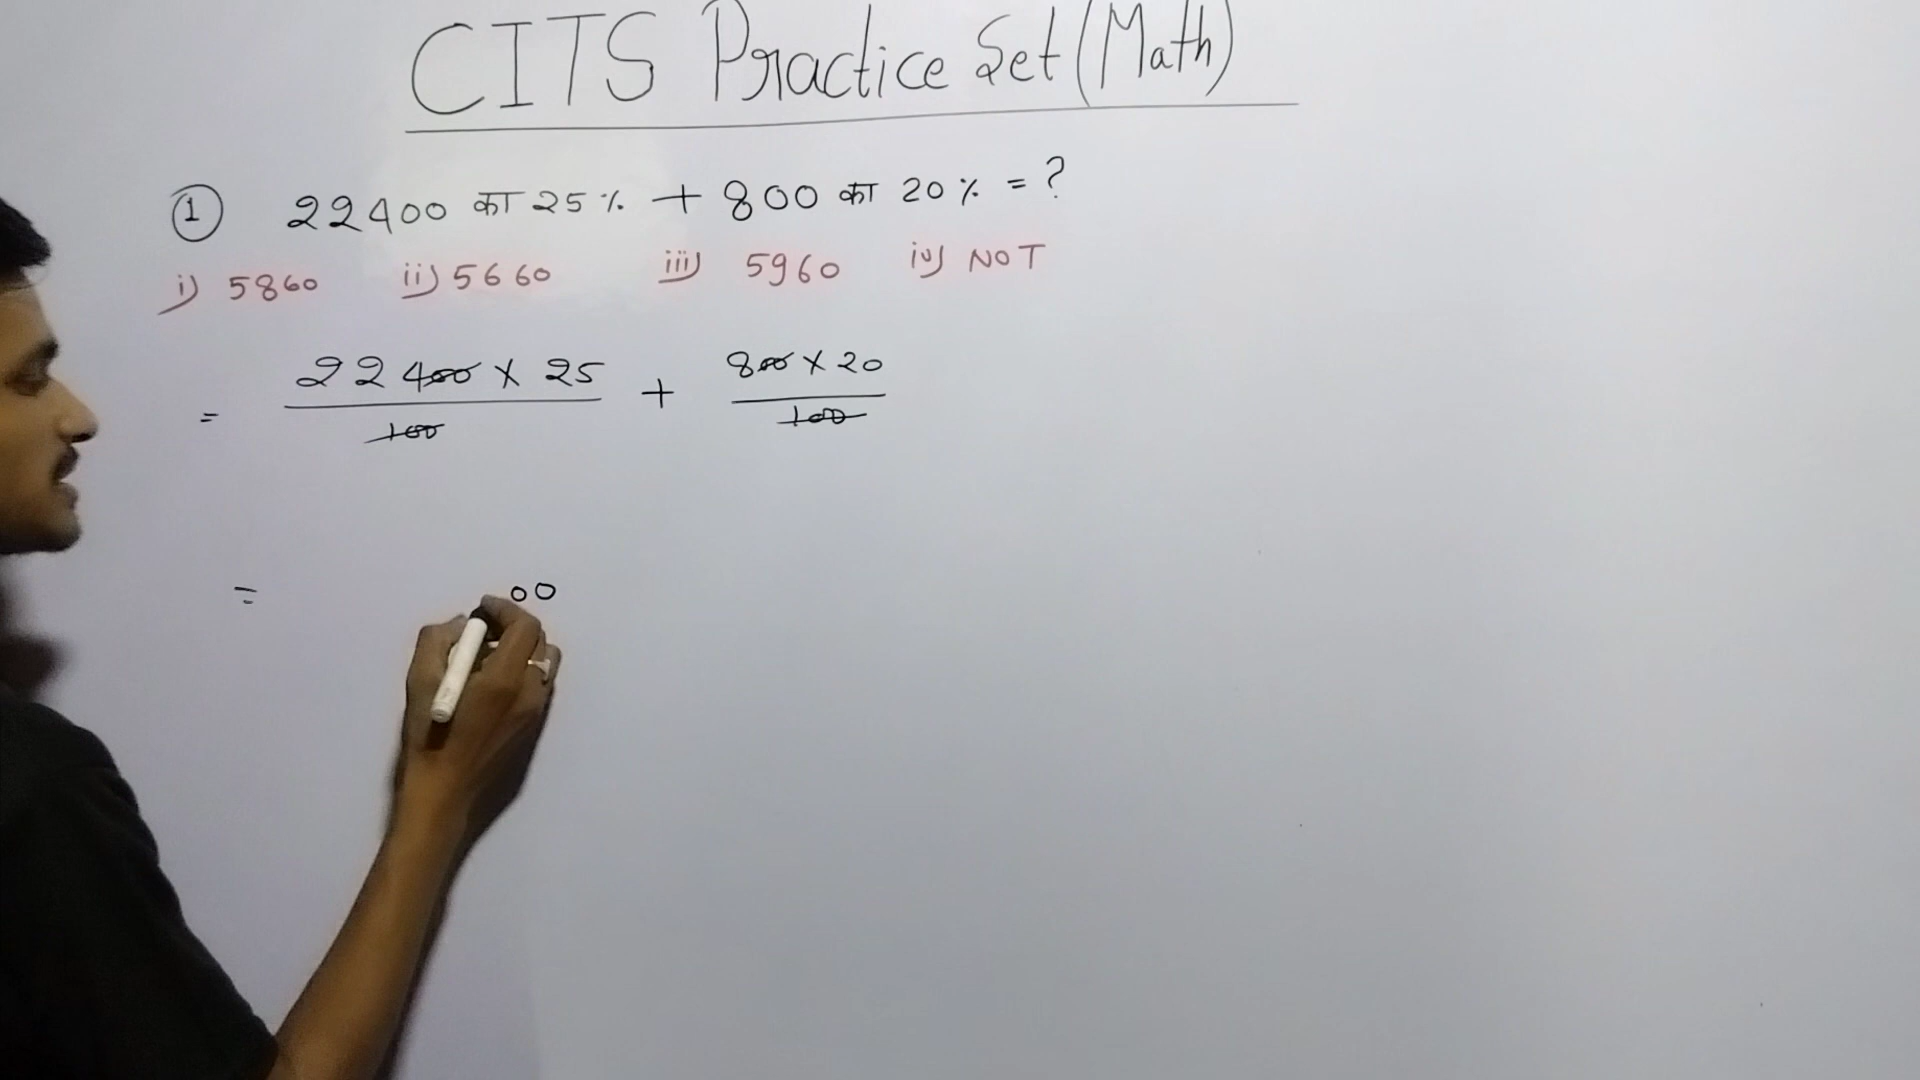 CITS Practice Set (Math)
① 22400 का 25% + 800 का 20% = ?
i) 5860 ii) 5660 iii) 5960 iv) NOT
22400 × 25 800 × 20
= +
100 100
= 00